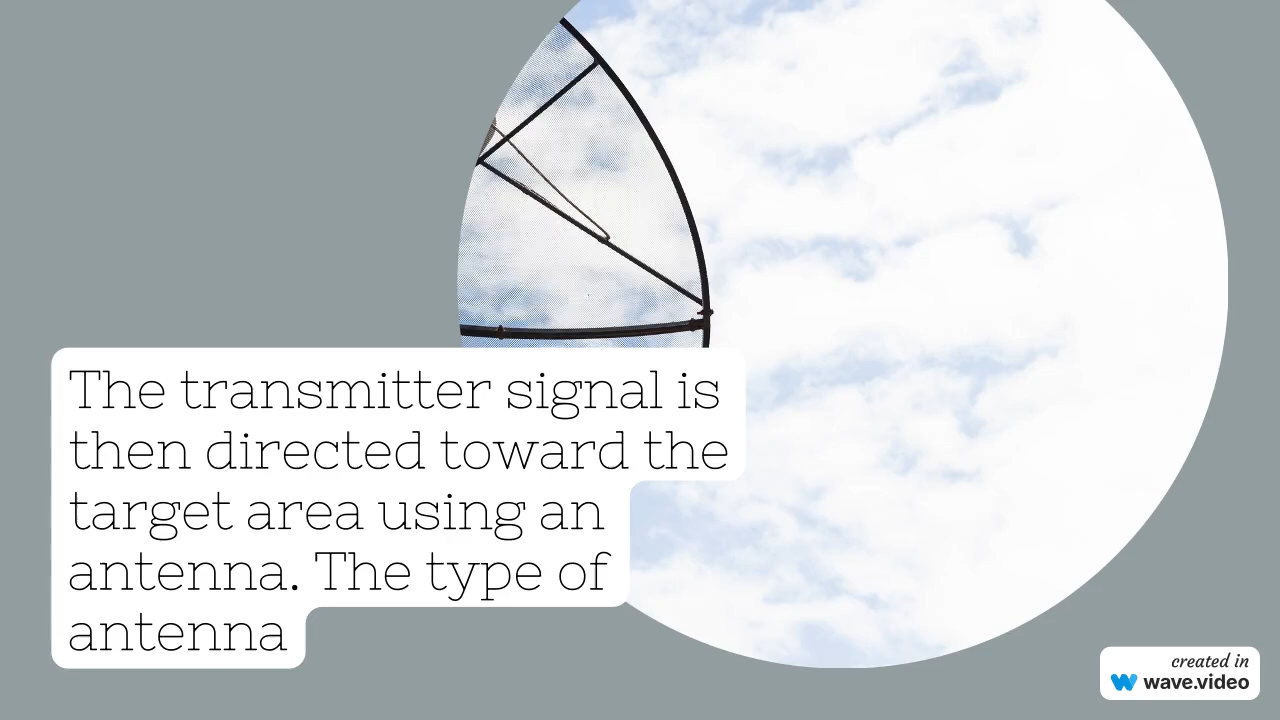 The transmitter signal is
then directed toward the
target area using an
antenna. The type of
antenna
created in
wave.video